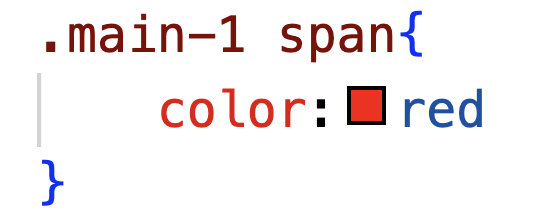 .main-1 span{
    color: red
}